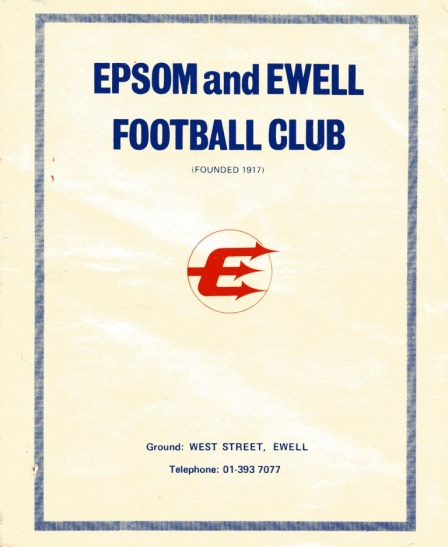 EPSOM and EWELL
FOOTBALL CLUB
(FOUNDED 1917)
E
Ground: WEST STREET, EWELL
Telephone: 01-393 7077